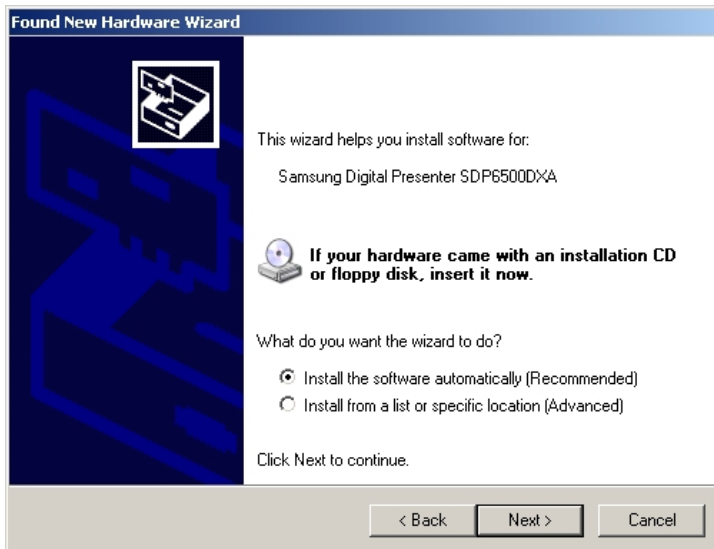 Found New Hardware Wizard
This wizard helps you install software for:
Samsung Digital Presenter SDP6500DXA
If your hardware came with an installation CD
or floppy disk, insert it now.
What do you want the wizard to do?
Install the software automatically (Recommended)
Install from a list or specific location (Advanced)
Click Next to continue.
< Back
Next >
Cancel